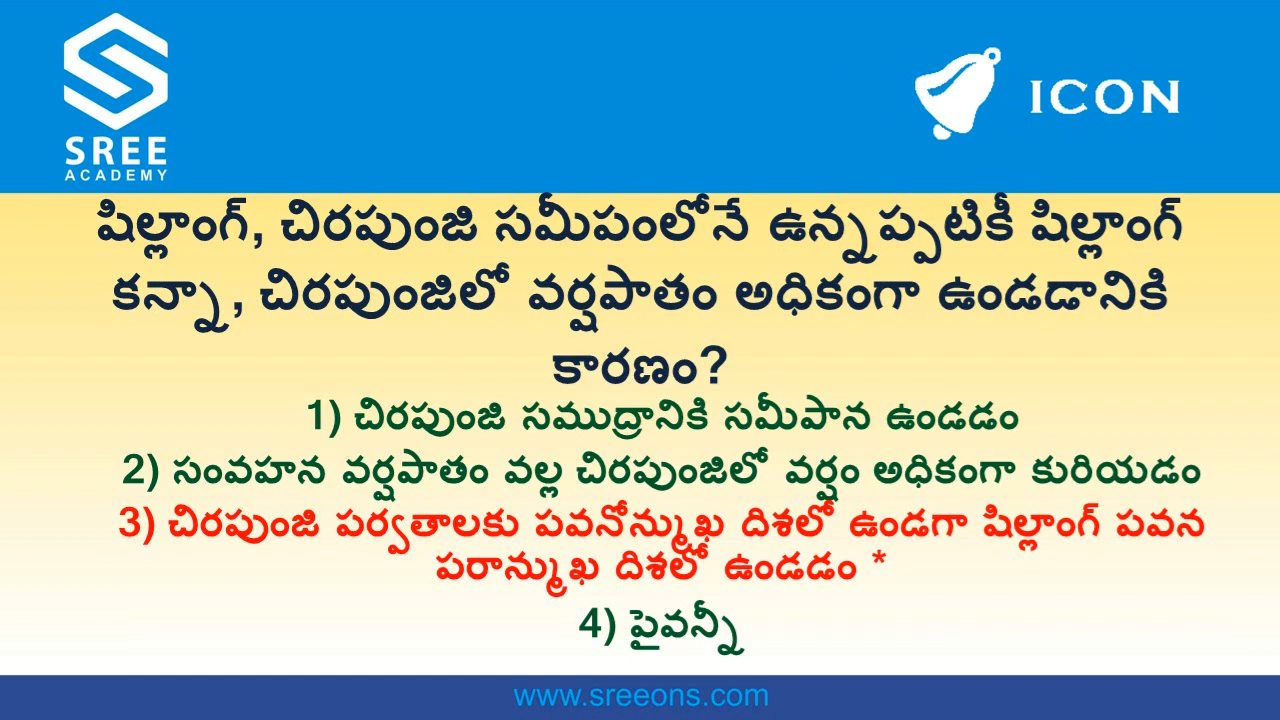 SREE
ACADEMY
ICON
షిల్లాంగ్, చిరపుంజి సమీపంలోనే ఉన్నప్పటికీ షిల్లాంగ్
కన్నా, చిరపుంజిలో వర్షపాతం అధికంగా ఉండడానికి
కారణం?
1) చిరపుంజి సముద్రానికి సమీపాన ఉండడం
2) సంవహన వర్షపాతం వల్ల చిరపుంజిలో వర్షం అధికంగా కురియడం
3) చిరపుంజి పర్వతాలకు పవనోన్ముఖ దిశలో ఉండగా షిల్లాంగ్ పవన
పరాన్ముఖ దిశలో ఉండడం *
4) పైవన్నీ
www.sreeons.com